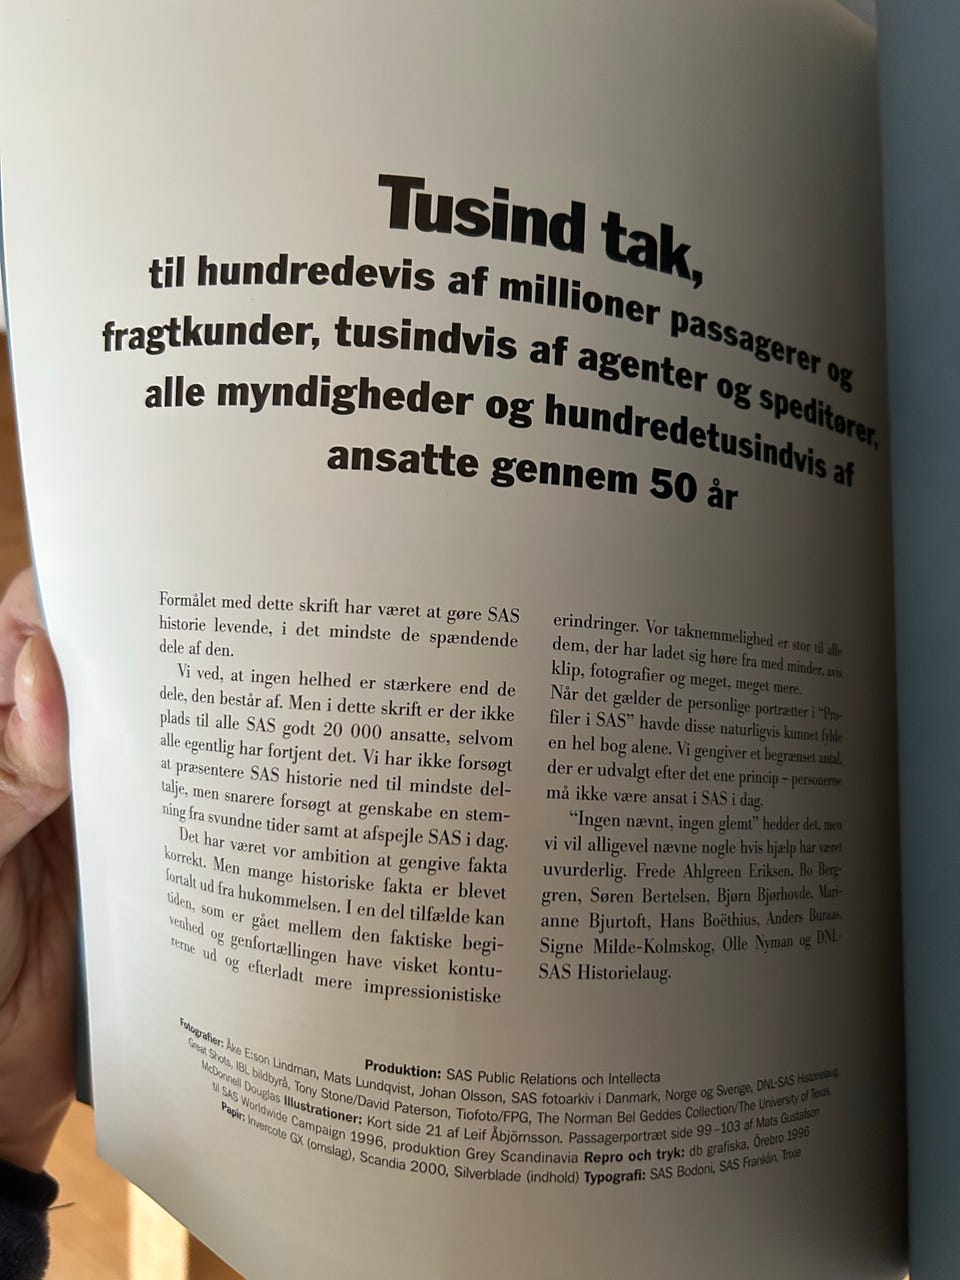 Tusind tak,
til hundredevis af millioner passagerer og
fragtkunder, tusindvis af agenter og speditører,
alle myndigheder og hundredetusindvis af
ansatte gennem 50 år
Formålet med dette skrift har været at gøre SAS
historie levende, i det mindste de spændende
dele af den.
Vi ved, at ingen helhed er stærkere end de
dele, den består af. Men i dette skrift er der ikke
plads til alle SAS godt 20 000 ansatte, selvom
alle egentlig har fortjent det. Vi har ikke forsøgt
at præsentere SAS historie ned til mindste del-
talje, men snarere forsøgt at genskabe en stem-
ning fra svundne tider samt at afspejle SAS i dag.
Det har været vor ambition at gengive fakta
korrekt. Men mange historiske fakta er blevet
fortalt ud fra hukommelsen. I en del tilfælde kan
tiden, som er gået mellem den faktiske begi-
venhed og genfortællingen have visket kontu-
rerne ud og efterladt mere impressionistiske
erindringer. Vor taknemmelighed er stor til alle
dem, der har ladet sig høre fra med minder, avis
klip, fotografier og meget, meget mere.
Når det gælder de personlige portrætter i “Pro-
filer i SAS” havde disse naturligvis kunnet fylde
en hel bog alene. Vi gengiver et begrænset antal,
der er udvalgt efter det ene princip – personerne
må ikke være ansat i SAS i dag.
“Ingen nævnt, ingen glemt” hedder det, men
vi vil alligevel nævne nogle hvis hjælp har været
uvurderlig. Frede Ahlgreen Eriksen, Bo Berg-
gren, Søren Bertelsen, Bjørn Bjørhovde, Mari-
anne Bjurtoft, Hans Boëthius, Anders Buraas,
Signe Milde-Kolmskog, Olle Nyman og DNL-
SAS Historielaug.
Produktion: SAS Public Relations och Intellecta
Fotografier: Åke E:son Lindman, Mats Lundqvist, Johan Olsson, SAS fotoarkiv i Danmark, Norge og Sverige, DNL-SAS Historielaug,
Great Shots, IBL bildbyrå, Tony Stone/David Paterson, Tiofoto/FPG, The Norman Bel Geddes Collection/The University of Texas,
McDonnell Douglas Illustrationer: Kort side 21 af Leif Åbjörnsson. Passagerportræt side 99–103 af Mats Gustafson
til SAS Worldwide Campaign 1996, produktion Grey Scandinavia Repro och tryk: db grafiska, Örebro 1996
Papir: Invercote GX (omslag), Scandia 2000, Silverblade (indhold) Typografi: SAS Bodoni, SAS Franklin, Trixie